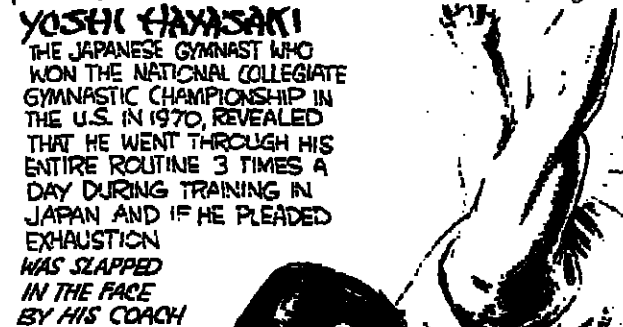 YOSHI HAYASAKI
THE JAPANESE GYMNAST WHO
WON THE NATIONAL COLLEGIATE
GYMNASTIC CHAMPIONSHIP IN
THE U.S. IN 1970, REVEALED
THAT HE WENT THROUGH HIS
ENTIRE ROUTINE 3 TIMES A
DAY DURING TRAINING IN
JAPAN AND IF HE PLEADED
EXHAUSTION
WAS SLAPPED
IN THE FACE
BY HIS COACH